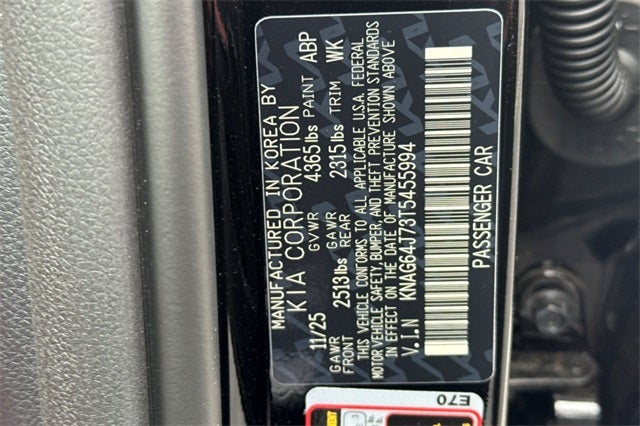 MANUFACTURED IN KOREA BY
KIA CORPORATION
11/25 GVWR 4365lbs PAINT ABP
GAWR FRONT 2513lbs GAWR REAR 2315lbs TRIM WK
THIS VEHICLE CONFORMS TO ALL APPLICABLE U.S.A. FEDERAL
MOTOR VEHICLE SAFETY, BUMPER, AND THEFT PREVENTION STANDARDS
IN EFFECT ON THE DATE OF MANUFACTURE SHOWN ABOVE
V.I.N KNAG64J73T5455994
PASSENGER CAR
E70